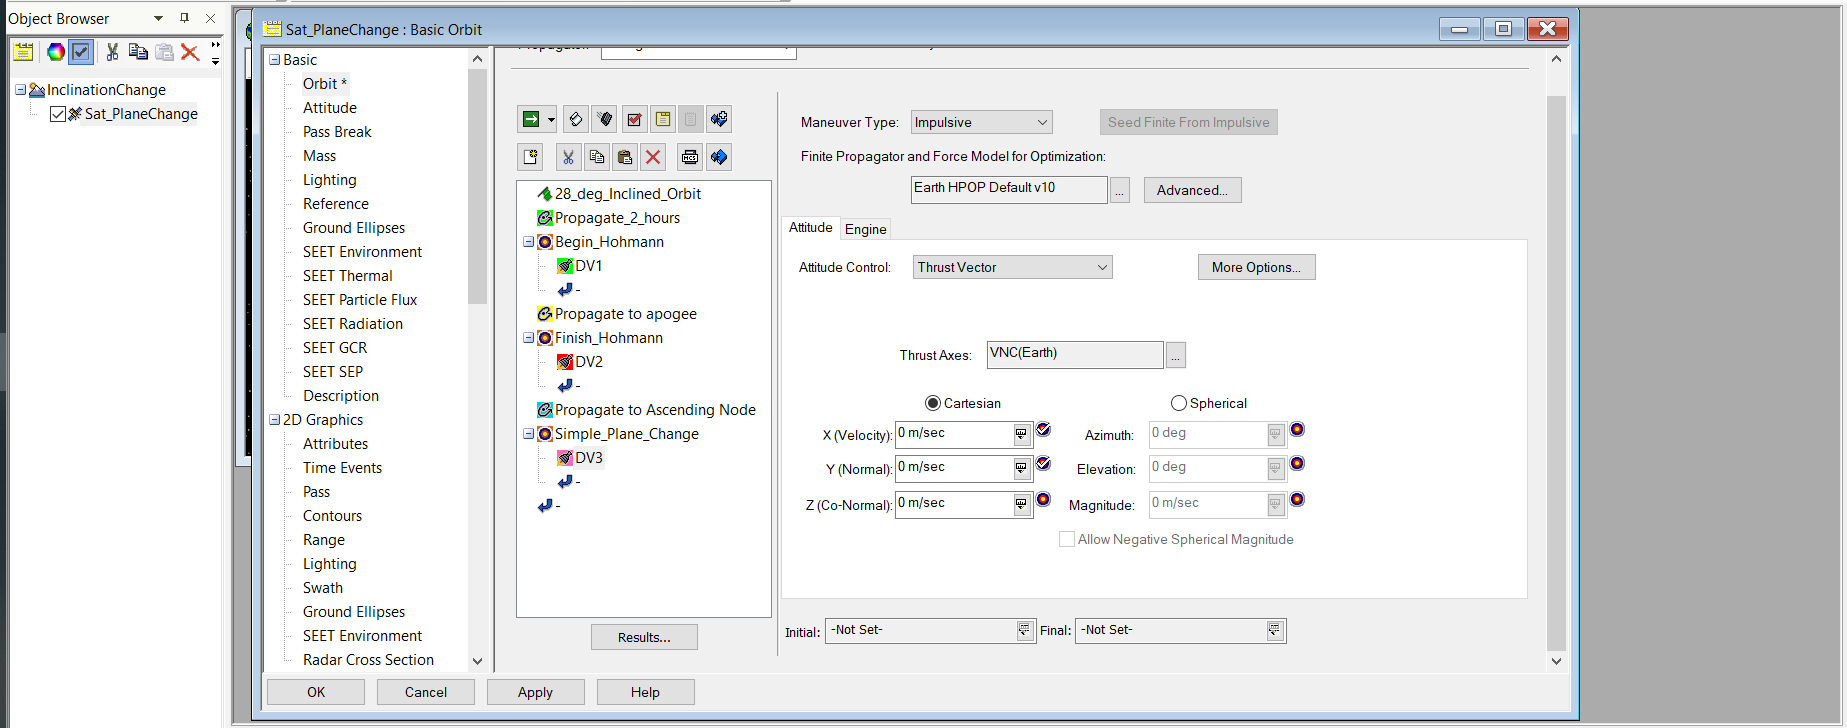 Object Browser
InclinationChange
Sat_PlaneChange
Sat_PlaneChange : Basic Orbit
Basic
Orbit *
Attitude
Pass Break
Mass
Lighting
Reference
Ground Ellipses
SEET Environment
SEET Thermal
SEET Particle Flux
SEET Radiation
SEET GCR
SEET SEP
Description
2D Graphics
Attributes
Time Events
Pass
Contours
Range
Lighting
Swath
Ground Ellipses
SEET Environment
Radar Cross Section
MCS
28_deg_Inclined_Orbit
Propagate_2_hours
Begin_Hohmann
DV1
-
Propagate to apogee
Finish_Hohmann
DV2
-
Propagate to Ascending Node
Simple_Plane_Change
DV3
-
-
Results...
Maneuver Type: Impulsive
Seed Finite From Impulsive
Finite Propagator and Force Model for Optimization:
Earth HPOP Default v10 ... Advanced...
Attitude Engine
Attitude Control: Thrust Vector More Options...
Thrust Axes: VNC(Earth) ...
Cartesian Spherical
X (Velocity): 0 m/sec Azimuth: 0 deg
Y (Normal): 0 m/sec Elevation: 0 deg
Z (Co-Normal): 0 m/sec Magnitude: 0 m/sec
Allow Negative Spherical Magnitude
Initial: -Not Set- Final: -Not Set-
OK Cancel Apply Help